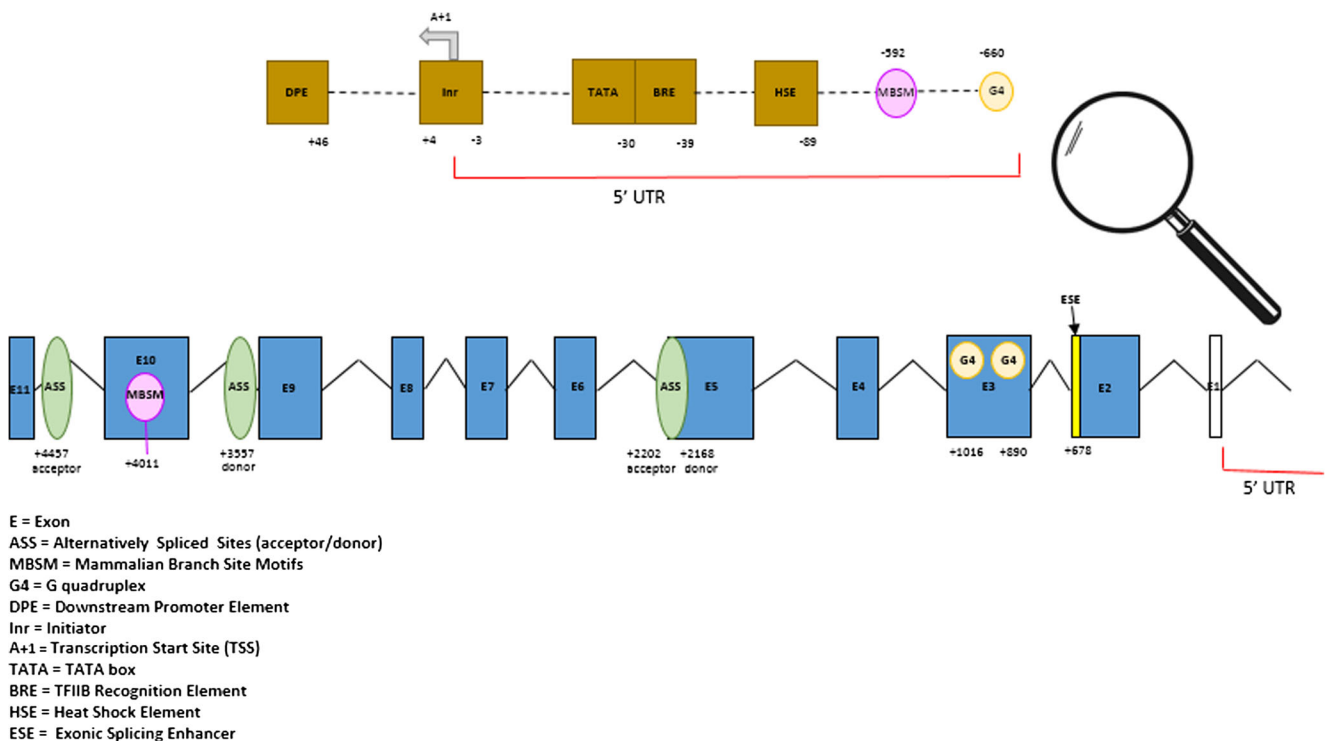 A+1
-592 -660
DPE Inr TATA BRE HSE MBSM G4
+46 +4 -3 -30 -39 -89
5' UTR
ESE
E11 ASS E10 MBSM ASS E9 E8 E7 E6 ASS E5 E4 G4 G4 E3 E2 E1
+4457 +4011 +3557 +2202 +2168 +1016 +890 +678
acceptor donor acceptor donor
5' UTR
E = Exon
ASS = Alternatively Spliced Sites (acceptor/donor)
MBSM = Mammalian Branch Site Motifs
G4 = G quadruplex
DPE = Downstream Promoter Element
Inr = Initiator
A+1 = Transcription Start Site (TSS)
TATA = TATA box
BRE = TFIIB Recognition Element
HSE = Heat Shock Element
ESE = Exonic Splicing Enhancer